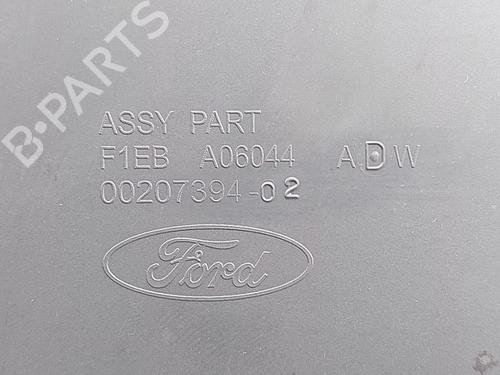 B-PARTS
ASSY PART
F1EB A06044 ADW
00207394-02
Ford